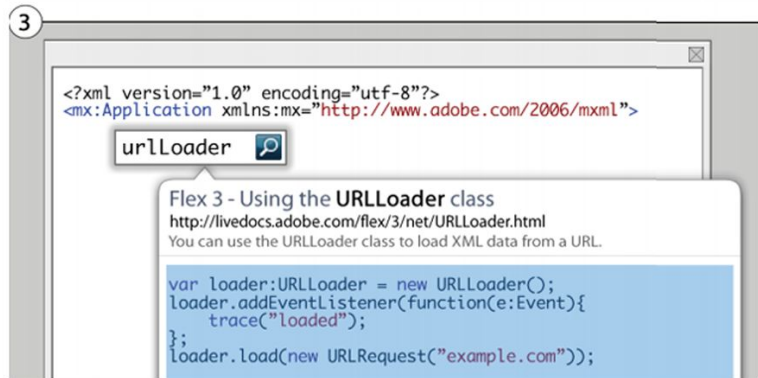 3
<?xml version="1.0" encoding="utf-8"?>
<mx:Application xmlns:mx="http://www.adobe.com/2006/mxml">
urlLoader
Flex 3 - Using the URLLoader class
http://livedocs.adobe.com/flex/3/net/URLLoader.html
You can use the URLLoader class to load XML data from a URL.
var loader:URLLoader = new URLLoader();
loader.addEventListener(function(e:Event){
    trace("loaded");
};
loader.load(new URLRequest("example.com"));